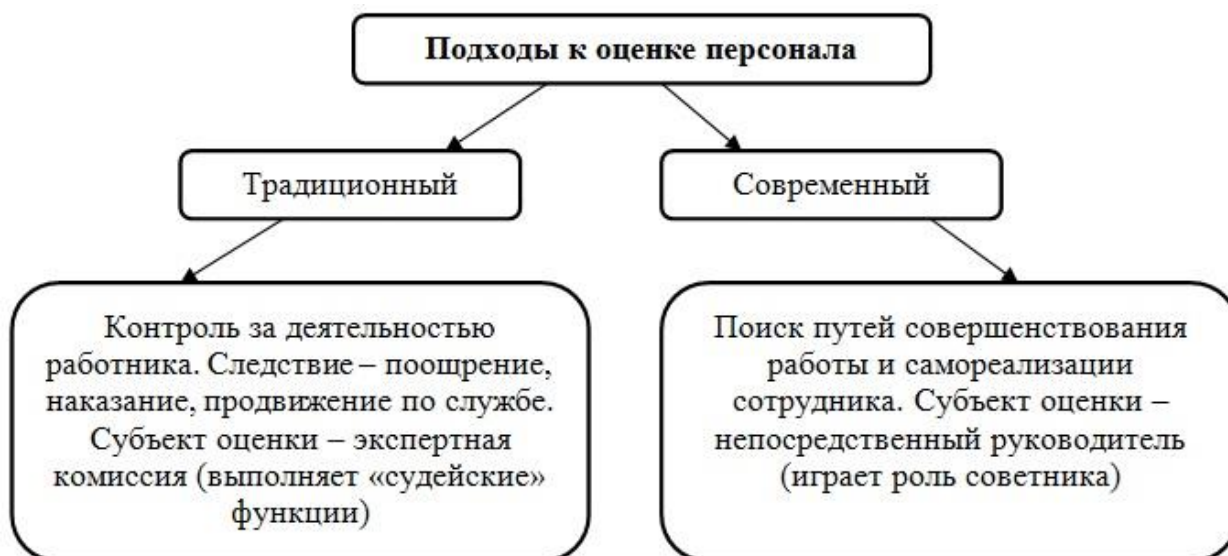 Подходы к оценке персонала
Традиционный
Современный
Контроль за деятельностью
работника. Следствие – поощрение,
наказание, продвижение по службе.
Субъект оценки – экспертная
комиссия (выполняет «судейские»
функции)
Поиск путей совершенствования
работы и самореализации
сотрудника. Субъект оценки –
непосредственный руководитель
(играет роль советника)